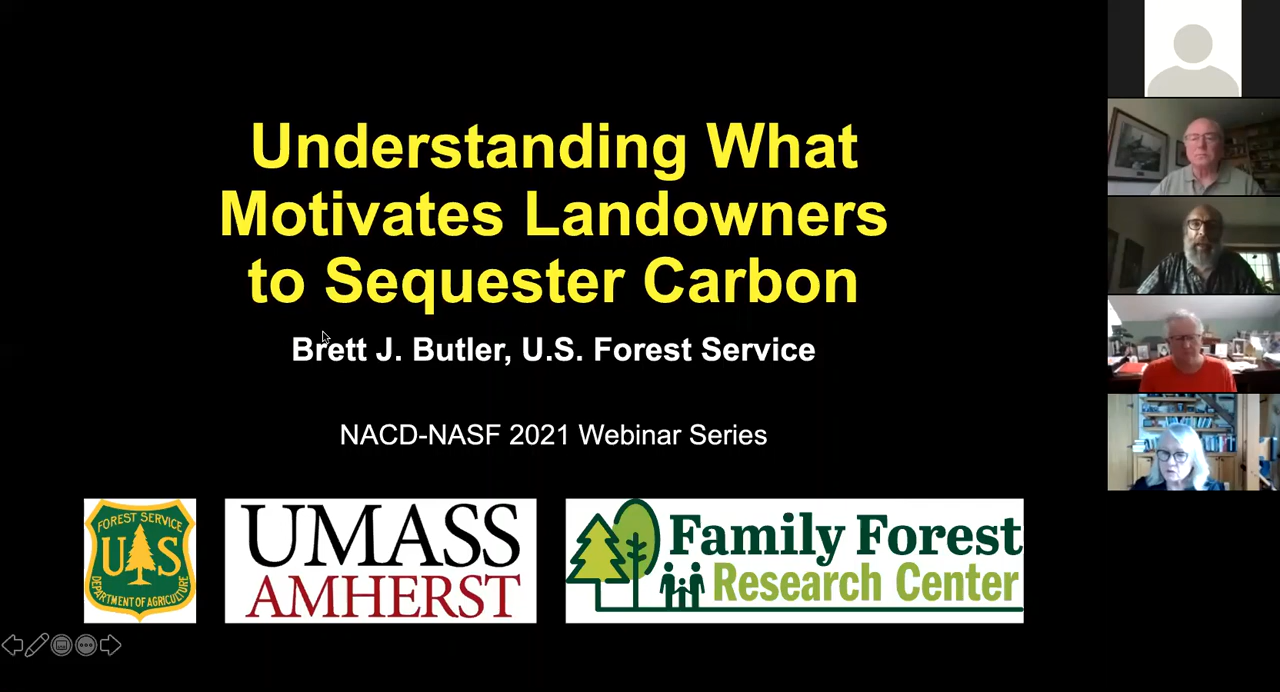 Understanding What
Motivates Landowners
to Sequester Carbon
Brett J. Butler, U.S. Forest Service
NACD-NASF 2021 Webinar Series
FOREST SERVICE
U S
DEPARTMENT OF AGRICULTURE
UMASS
AMHERST
Family Forest
Research Center